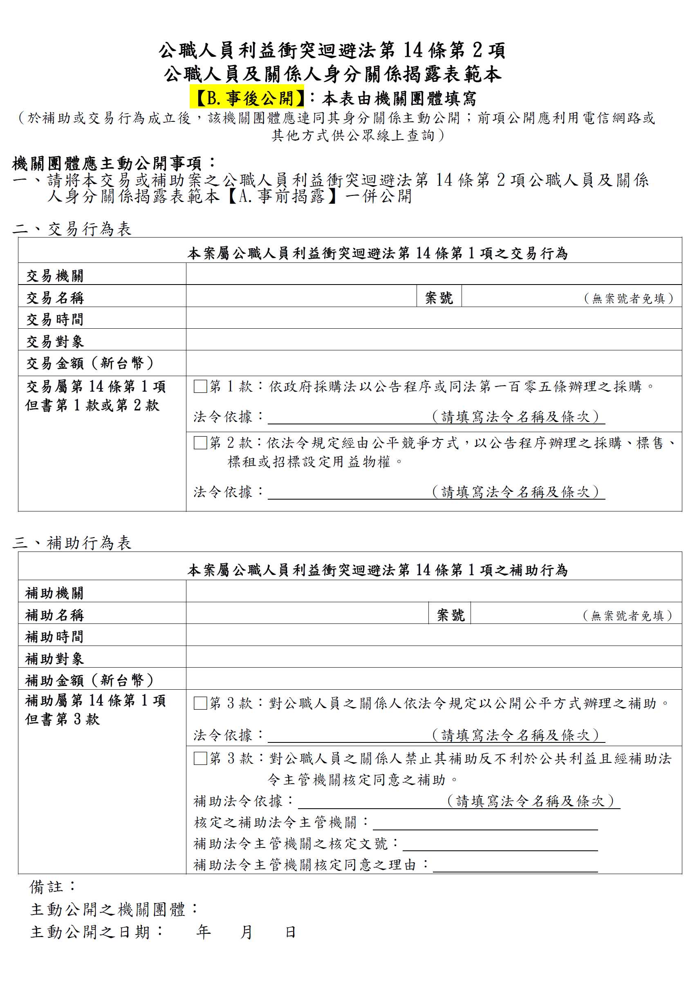 公職人員利益衝突迴避法第 14 條第 2 項
公職人員及關係人身分關係揭露表範本
【B.事後公開】：本表由機關團體填寫
（於補助或交易行為成立後，該機關團體應連同其身分關係主動公開；前項公開應利用電信網路或
其他方式供公眾線上查詢）
機關團體應主動公開事項：
一、請將本交易或補助案之公職人員利益衝突迴避法第 14 條第 2 項公職人員及關係
人身分關係揭露表範本【A.事前揭露】一併公開
二、交易行為表
本案屬公職人員利益衝突迴避法第 14 條第 1 項之交易行為
交易機關
交易名稱 案號 （無案號者免填）
交易時間
交易對象
交易金額（新台幣）
交易屬第 14 條第 1 項
但書第 1 款或第 2 款
□第 1 款：依政府採購法以公告程序或同法第一百零五條辦理之採購。
法令依據： （請填寫法令名稱及條次）
□第 2 款：依法令規定經由公平競爭方式，以公告程序辦理之採購、標售、
標租或招標設定用益物權。
法令依據： （請填寫法令名稱及條次）
三、補助行為表
本案屬公職人員利益衝突迴避法第 14 條第 1 項之補助行為
補助機關
補助名稱 案號 （無案號者免填）
補助時間
補助對象
補助金額（新台幣）
補助屬第 14 條第 1 項
但書第 3 款
□第 3 款：對公職人員之關係人依法令規定以公開公平方式辦理之補助。
法令依據： （請填寫法令名稱及條次）
□第 3 款：對公職人員之關係人禁止其補助反不利於公共利益且經補助法
令主管機關核定同意之補助。
補助法令依據： （請填寫法令名稱及條次）
核定之補助法令主管機關：
補助法令主管機關之核定文號：
補助法令主管機關核定同意之理由：
備註：
主動公開之機關團體：
主動公開之日期： 年 月 日